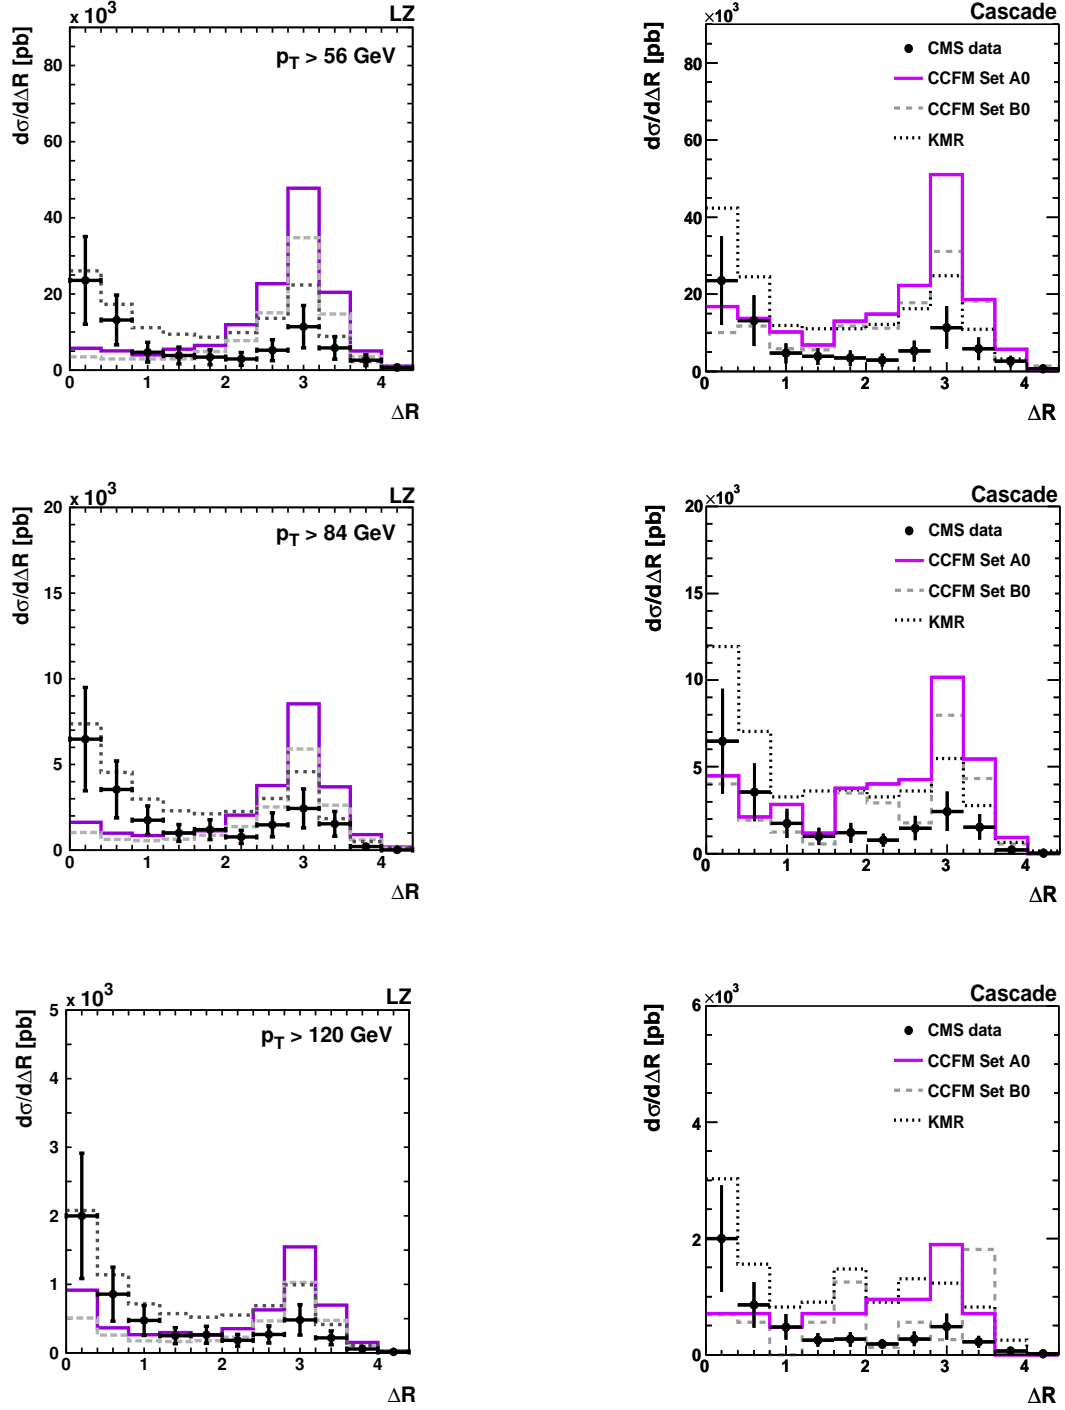 × 10³ LZ
dσ/dΔR [pb]
p_T > 56 GeV
80
60
40
20
0
0 1 2 3 4
ΔR
×10³ Cascade
dσ/dΔR [pb]
CMS data
CCFM Set A0
CCFM Set B0
KMR
80
60
40
20
0
0 1 2 3 4
ΔR
× 10³ LZ
dσ/dΔR [pb]
p_T > 84 GeV
20
15
10
5
0
0 1 2 3 4
ΔR
×10³ Cascade
dσ/dΔR [pb]
CMS data
CCFM Set A0
CCFM Set B0
KMR
20
15
10
5
0
0 1 2 3 4
ΔR
× 10³ LZ
dσ/dΔR [pb]
p_T > 120 GeV
5
4
3
2
1
0
0 1 2 3 4
ΔR
×10³ Cascade
dσ/dΔR [pb]
CMS data
CCFM Set A0
CCFM Set B0
KMR
6
4
2
0
0 1 2 3 4
ΔR